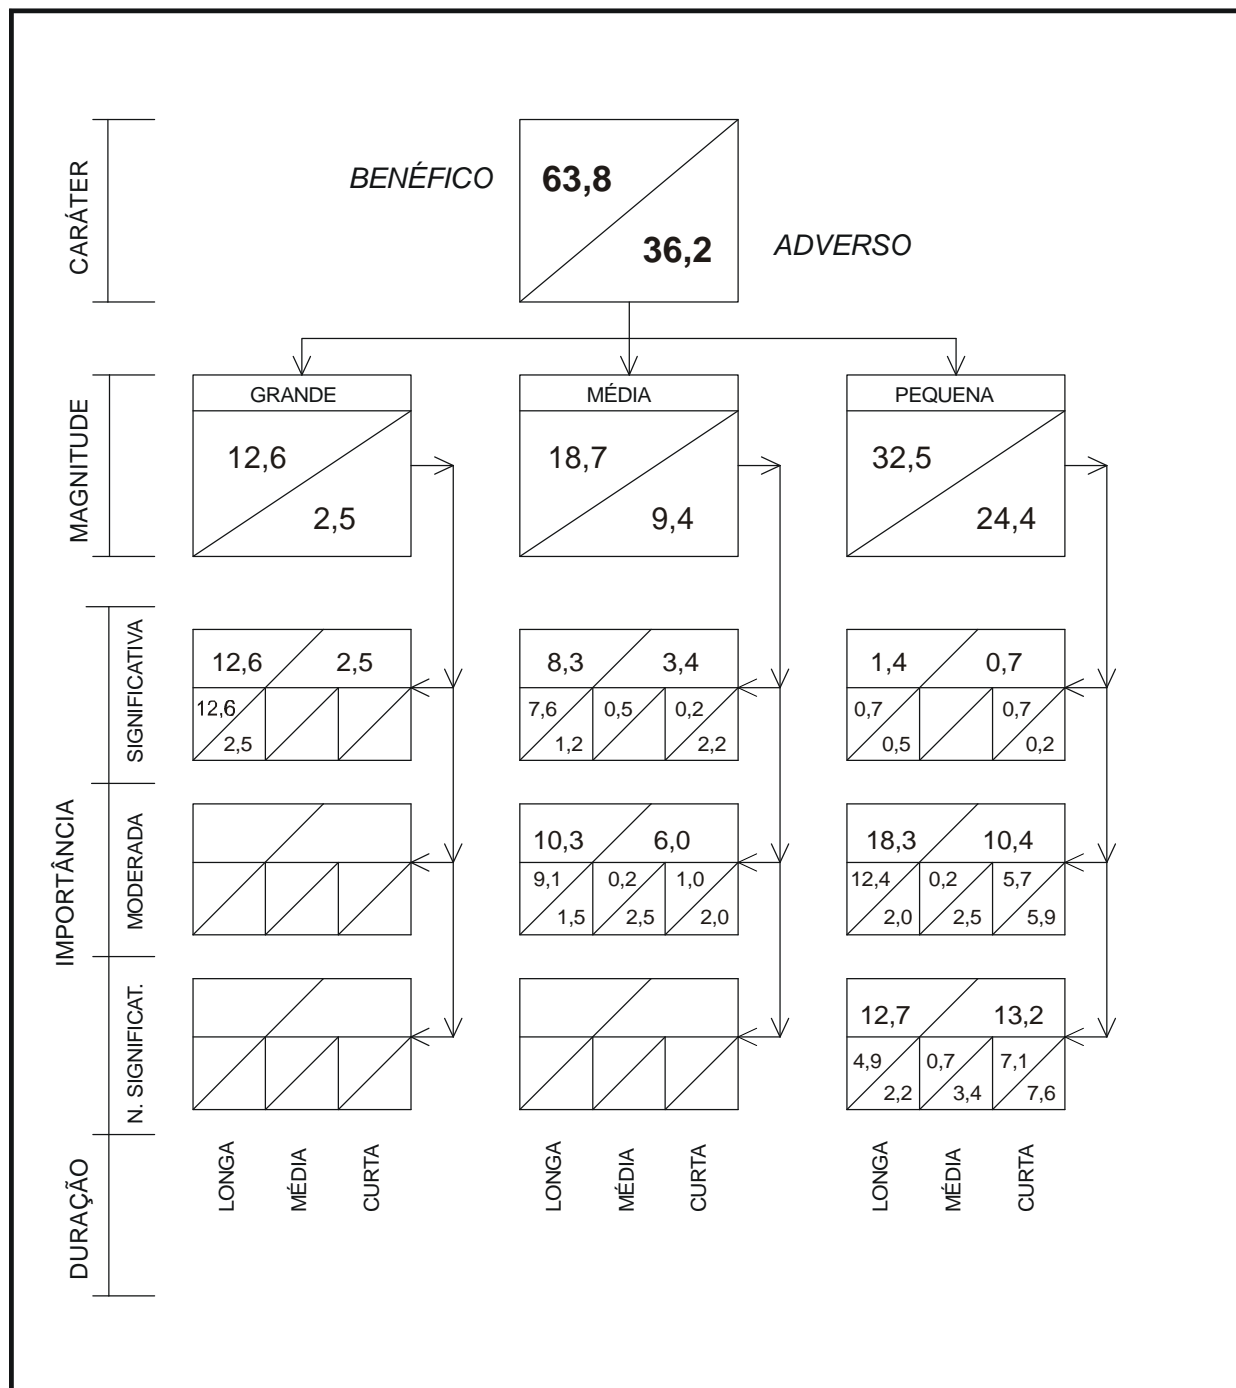 CARÁTER
BENÉFICO
63,8
36,2
ADVERSO
MAGNITUDE
GRANDE
MÉDIA
PEQUENA
12,6
2,5
18,7
9,4
32,5
24,4
IMPORTÂNCIA
SIGNIFICATIVA
12,6 2,5
8,3 3,4
1,4 0,7
12,6
2,5
7,6 0,5 0,2
1,2 2,2
0,7 0,7
0,5 0,2
MODERADA
10,3 6,0
18,3 10,4
9,1 0,2 1,0
1,5 2,5 2,0
12,4 0,2 5,7
2,0 2,5 5,9
N. SIGNIFICAT.
12,7 13,2
4,9 0,7 7,1
2,2 3,4 7,6
DURAÇÃO
LONGA
MÉDIA
CURTA
LONGA
MÉDIA
CURTA
LONGA
MÉDIA
CURTA